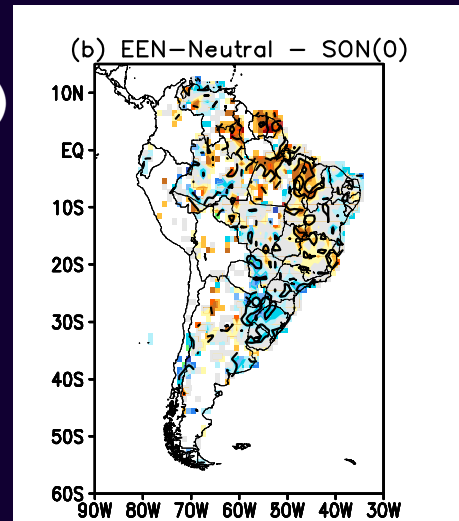 (b) EEN-Neutral - SON(0)
10N
EQ
10S
20S
30S
40S
50S
60S
90W 80W 70W 60W 50W 40W 30W